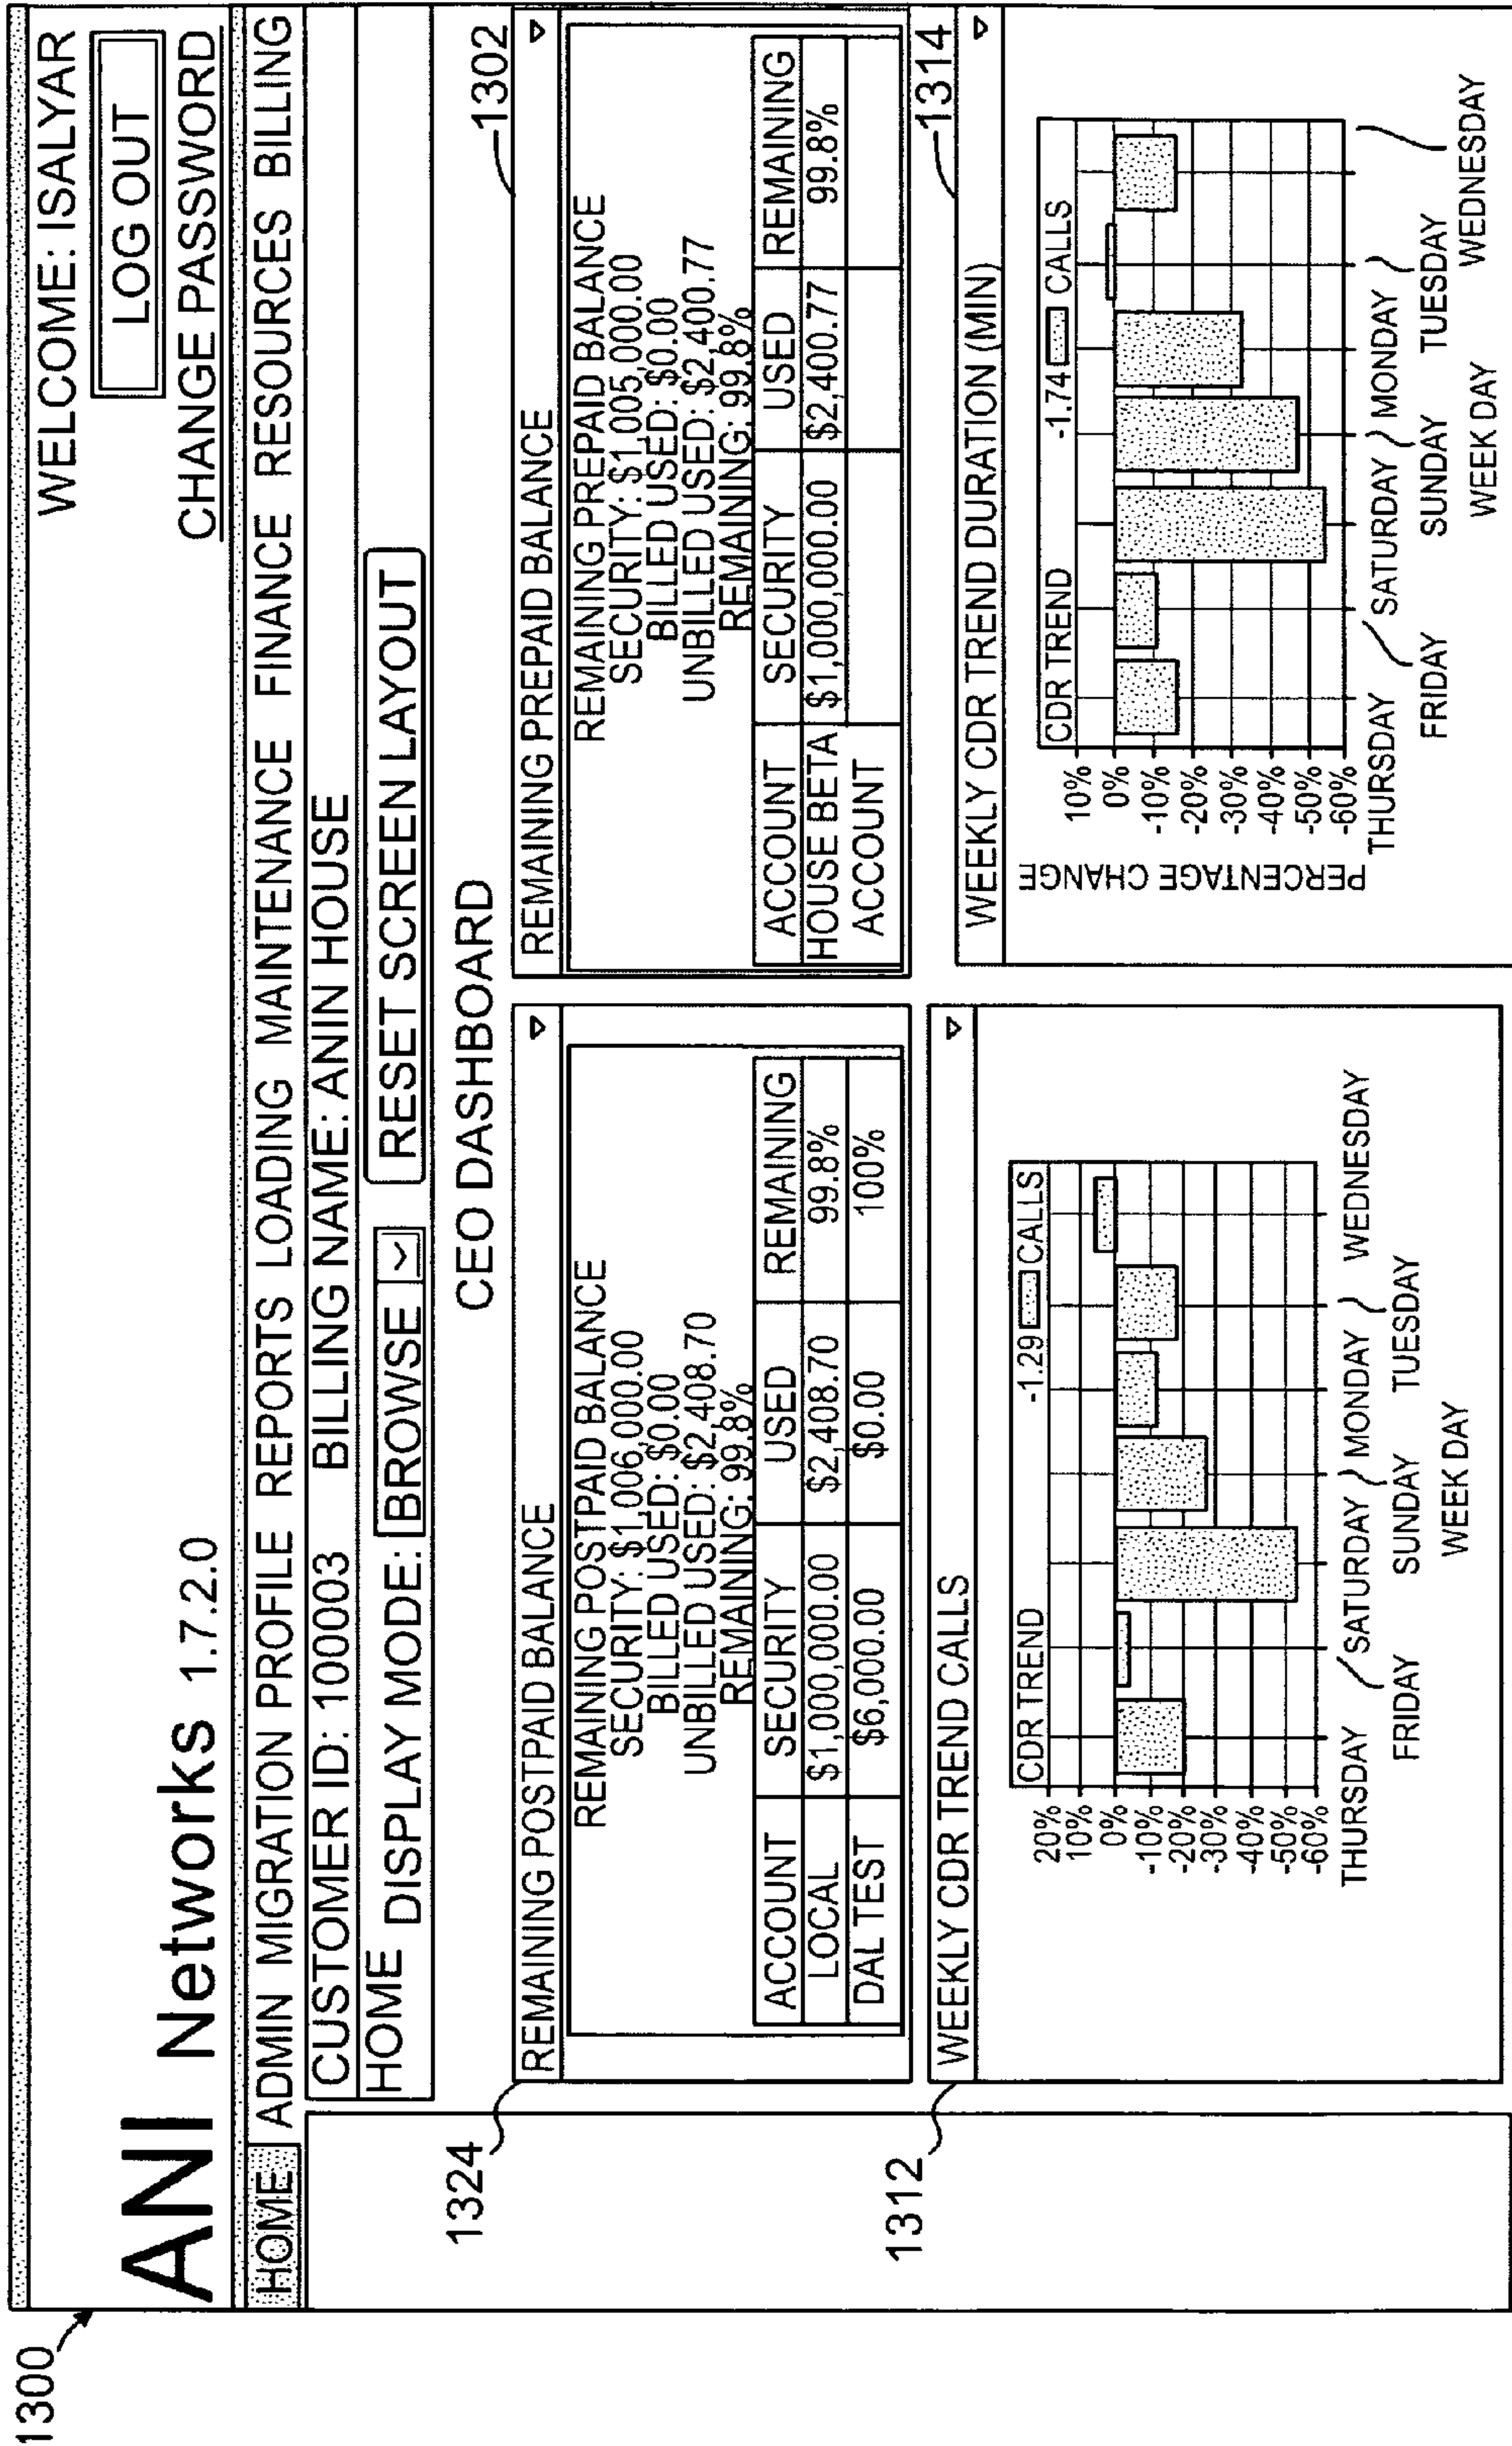 1300
WELCOME: ISALYAR
LOG OUT
ANI Networks 1.7.2.0
CHANGE PASSWORD
HOME ADMIN MIGRATION PROFILE REPORTS LOADING MAINTENANCE FINANCE RESOURCES BILLING
CUSTOMER ID: 100003 BILLING NAME: ANIN HOUSE
HOME DISPLAY MODE: BROWSE RESET SCREEN LAYOUT
CEO DASHBOARD
1324
REMAINING POSTPAID BALANCE
REMAINING POSTPAID BALANCE
SECURITY: $1,006,000.00
BILLED USED: $0.00
UNBILLED USED: $2,408.70
REMAINING: 99.8%
ACCOUNT SECURITY USED REMAINING
LOCAL $1,000,000.00 $2,408.70 99.8%
DAL TEST $6,000.00 $0.00 100%
1302
REMAINING PREPAID BALANCE
REMAINING PREPAID BALANCE
SECURITY: $1,005,000.00
BILLED USED: $0.00
UNBILLED USED: $2,400.77
REMAINING: 99.8%
ACCOUNT SECURITY USED REMAINING
HOUSE BETA $1,000,000.00 $2,400.77 99.8%
ACCOUNT
1312
WEEKLY CDR TREND CALLS
CDR TREND -1.29 CALLS
20%
10%
0%
-10%
-20%
-30%
-40%
-50%
-60%
THURSDAY SATURDAY MONDAY WEDNESDAY
FRIDAY SUNDAY TUESDAY
WEEK DAY
1314
WEEKLY CDR TREND DURATION (MIN)
CDR TREND -1.74 CALLS
PERCENTAGE CHANGE
10%
0%
-10%
-20%
-30%
-40%
-50%
-60%
THURSDAY SATURDAY MONDAY
FRIDAY SUNDAY TUESDAY
WEDNESDAY
WEEK DAY